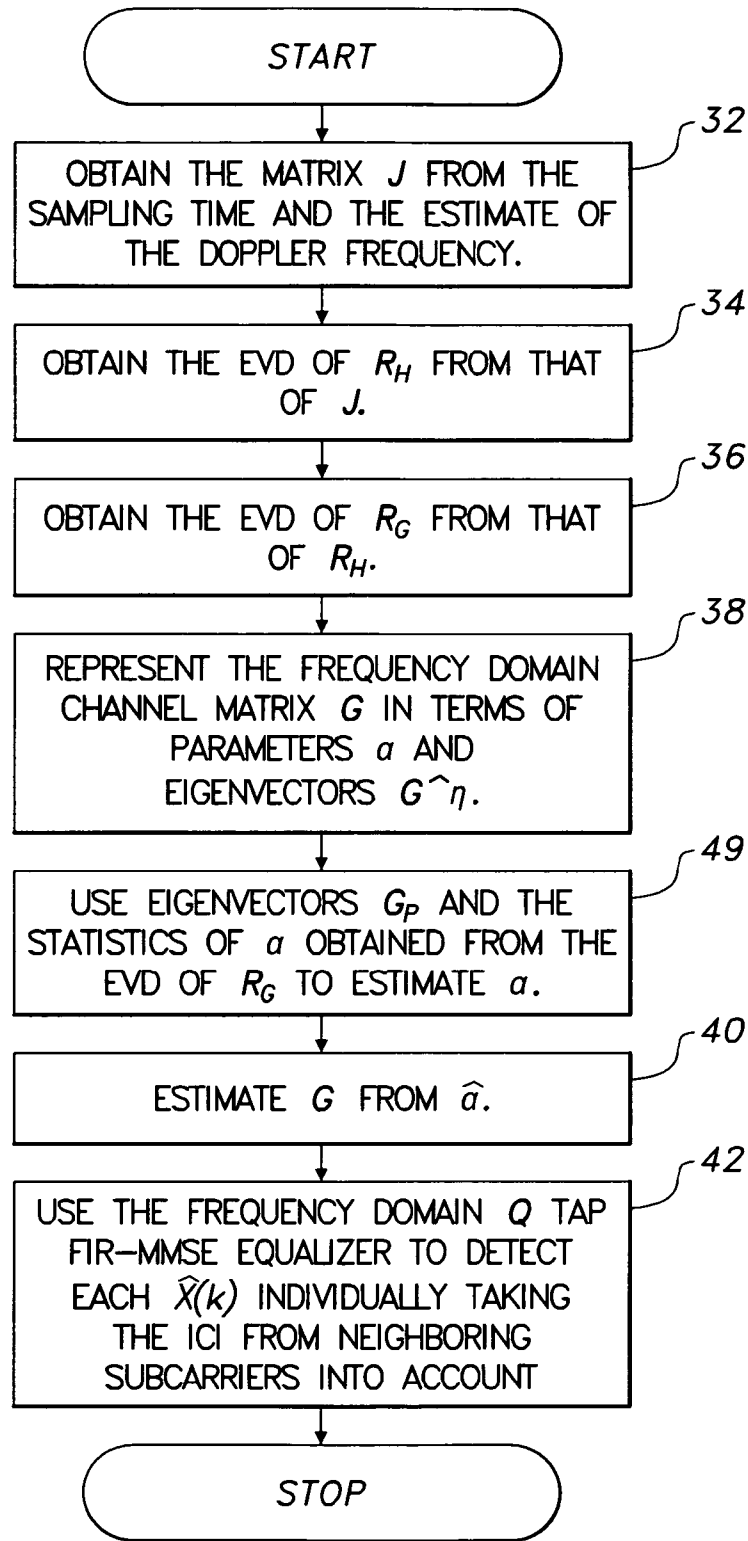 START
32
OBTAIN THE MATRIX J FROM THE
SAMPLING TIME AND THE ESTIMATE OF
THE DOPPLER FREQUENCY.
34
OBTAIN THE EVD OF R_H FROM THAT
OF J.
36
OBTAIN THE EVD OF R_G FROM THAT
OF R_H.
38
REPRESENT THE FREQUENCY DOMAIN
CHANNEL MATRIX G IN TERMS OF
PARAMETERS α AND
EIGENVECTORS G^η.
49
USE EIGENVECTORS G_P AND THE
STATISTICS OF α OBTAINED FROM THE
EVD OF R_G TO ESTIMATE α.
40
ESTIMATE G FROM α̂.
42
USE THE FREQUENCY DOMAIN Q TAP
FIR–MMSE EQUALIZER TO DETECT
EACH X̂(k) INDIVIDUALLY TAKING
THE ICI FROM NEIGHBORING
SUBCARRIERS INTO ACCOUNT
STOP